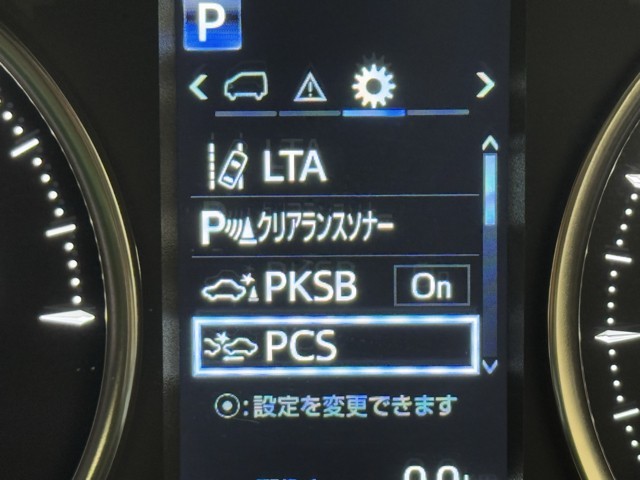 P
LTA
Pクリアランスソナー
PKSB On
PCS
:設定を変更できます